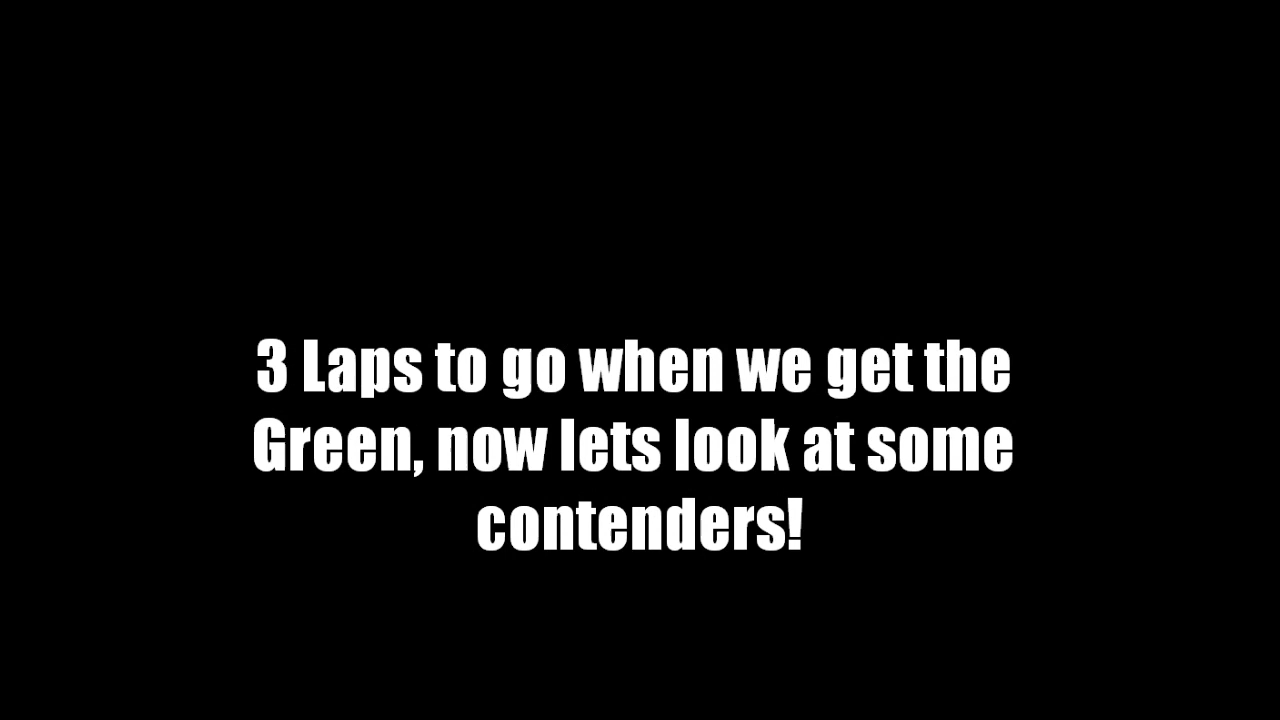 3 Laps to go when we get the
Green, now lets look at some
contenders!